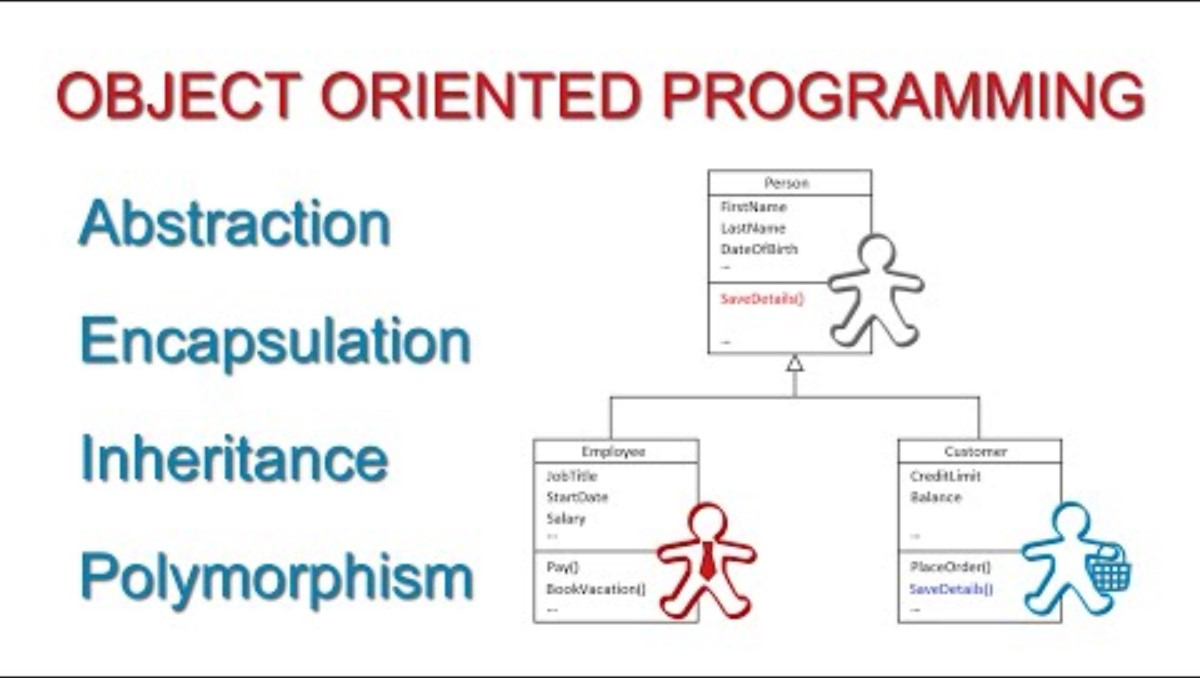 OBJECT ORIENTED PROGRAMMING
Abstraction
Encapsulation
Inheritance
Polymorphism
Person
FirstName
LastName
DateOfBirth
...
SaveDetails()
...
Employee
JobTitle
StartDate
Salary
...
Pay()
BookVacation()
...
Customer
CreditLimit
Balance
...
PlaceOrder()
SaveDetails()
...